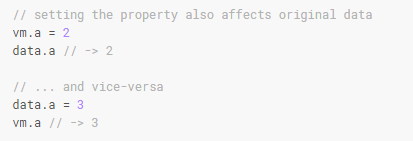 // setting the property also affects original data
vm.a = 2
data.a // -> 2
// ... and vice-versa
data.a = 3
vm.a // -> 3